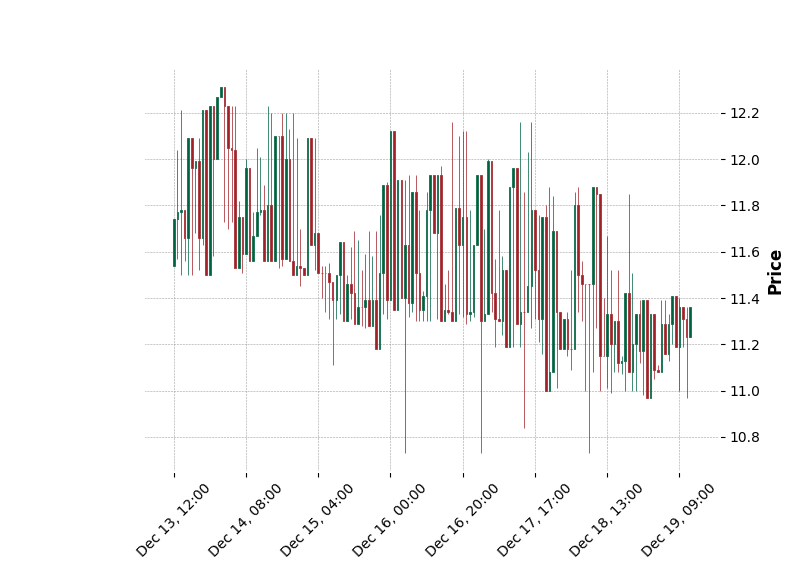 12.2
12.0
11.8
11.6
11.4
11.2
11.0
10.8
Price
Dec 13, 12:00
Dec 14, 08:00
Dec 15, 04:00
Dec 16, 00:00
Dec 16, 20:00
Dec 17, 17:00
Dec 18, 13:00
Dec 19, 09:00